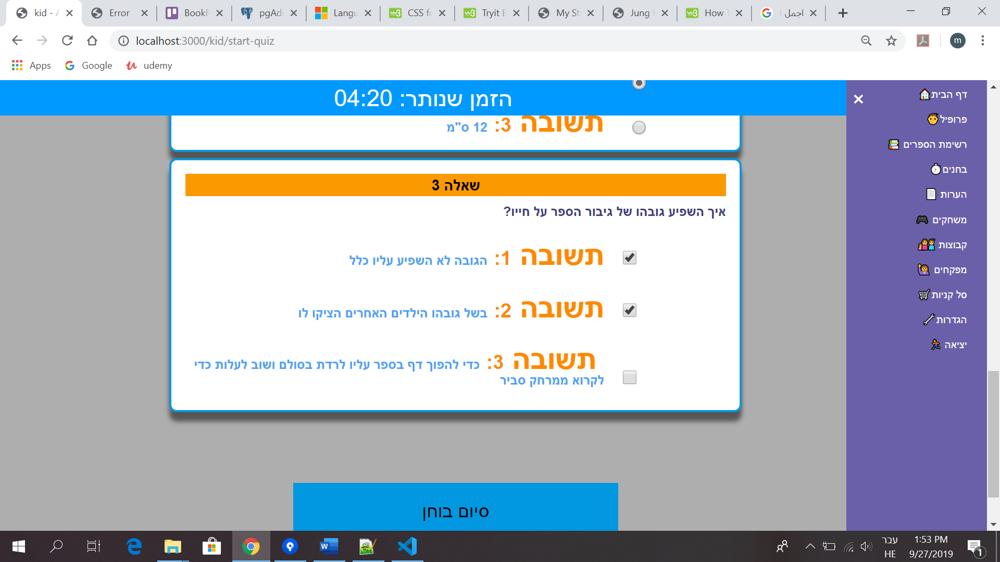 kid - A
Error
BookR
pgAdr
Langu
CSS fo
Tryit E
My St
Jung
How T
اجمل
localhost:3000/kid/start-quiz
m
Apps
Google
udemy
הזמן שנותר: 04:20
תשובה 3: 12 ס"מ
שאלה 3
איך השפיע גובהו של גיבור הספר על חייו?
תשובה 1: הגובה לא השפיע עליו כלל
תשובה 2: בשל גובהו הילדים האחרים הציקו לו
תשובה 3: כדי להפוך דף בספר עליו לרדת בסולם ושוב לעלות כדי
לקרוא ממרחק סביר
סיום בוחן
דף הבית
פרופיל
רשימת הספרים
בחנים
הערות
משחקים
קבוצות
מפקחים
סל קניות
הגדרות
יציאה
עבר
HE
1:53 PM
9/27/2019
1